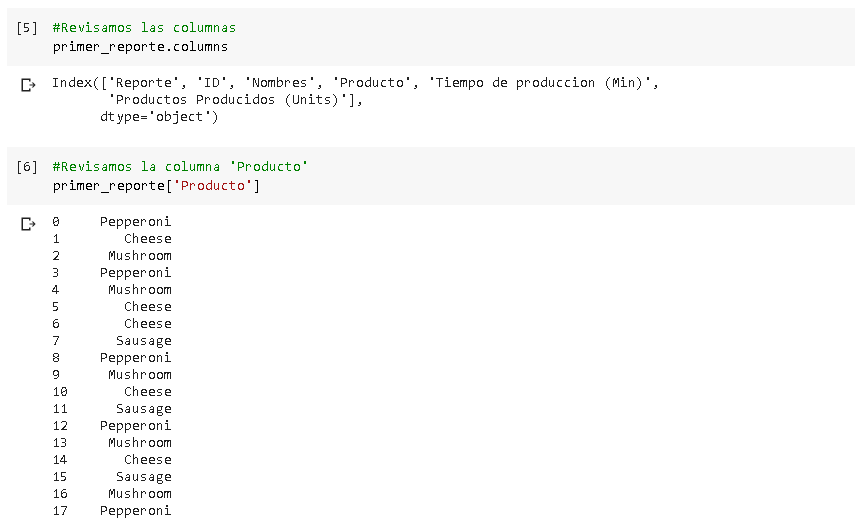 [5] #Revisamos las columnas
primer_reporte.columns
Index(['Reporte', 'ID', 'Nombres', 'Producto', 'Tiempo de produccion (Min)',
'Productos Producidos (Units)'],
dtype='object')
[6] #Revisamos la columna 'Producto'
primer_reporte['Producto']
0 Pepperoni
1 Cheese
2 Mushroom
3 Pepperoni
4 Mushroom
5 Cheese
6 Cheese
7 Sausage
8 Pepperoni
9 Mushroom
10 Cheese
11 Sausage
12 Pepperoni
13 Mushroom
14 Cheese
15 Sausage
16 Mushroom
17 Pepperoni